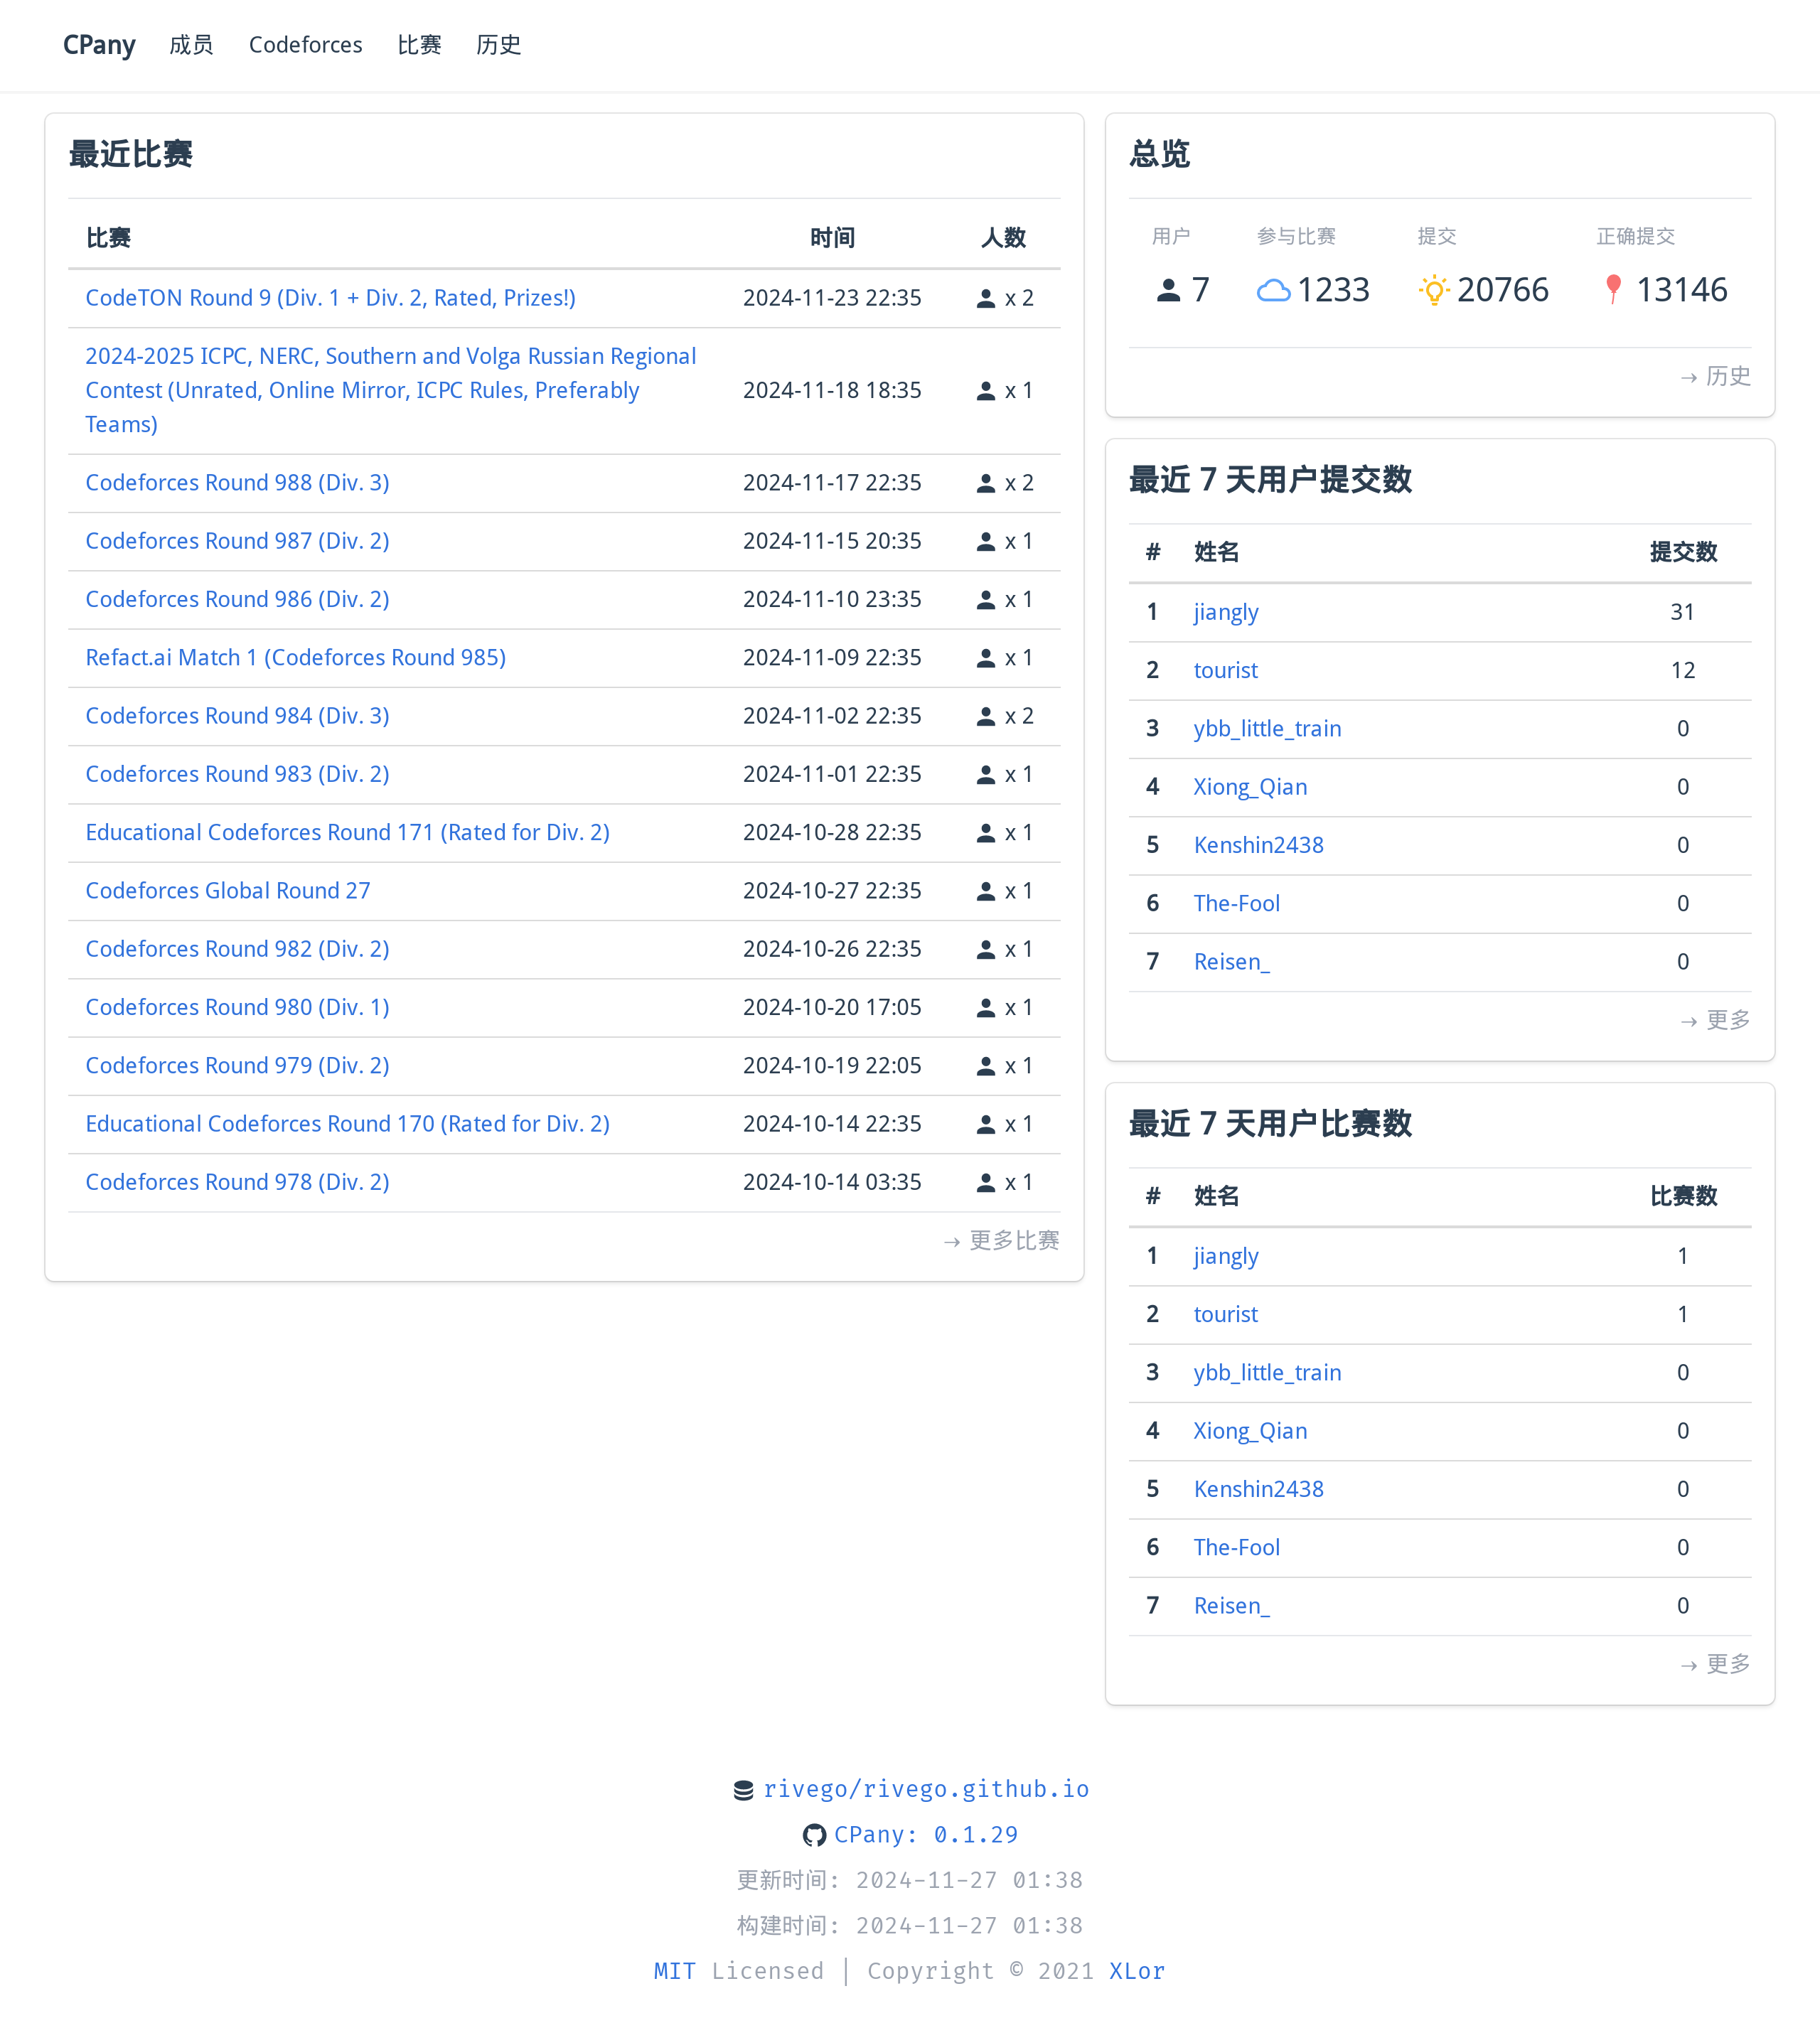 CPany 成员 Codeforces 比赛 历史
最近比赛
比赛 时间 人数
CodeTON Round 9 (Div. 1 + Div. 2, Rated, Prizes!) 2024-11-23 22:35 x 2
2024-2025 ICPC, NERC, Southern and Volga Russian Regional
Contest (Unrated, Online Mirror, ICPC Rules, Preferably 2024-11-18 18:35 x 1
Teams)
Codeforces Round 988 (Div. 3) 2024-11-17 22:35 x 2
Codeforces Round 987 (Div. 2) 2024-11-15 20:35 x 1
Codeforces Round 986 (Div. 2) 2024-11-10 23:35 x 1
Refact.ai Match 1 (Codeforces Round 985) 2024-11-09 22:35 x 1
Codeforces Round 984 (Div. 3) 2024-11-02 22:35 x 2
Codeforces Round 983 (Div. 2) 2024-11-01 22:35 x 1
Educational Codeforces Round 171 (Rated for Div. 2) 2024-10-28 22:35 x 1
Codeforces Global Round 27 2024-10-27 22:35 x 1
Codeforces Round 982 (Div. 2) 2024-10-26 22:35 x 1
Codeforces Round 980 (Div. 1) 2024-10-20 17:05 x 1
Codeforces Round 979 (Div. 2) 2024-10-19 22:05 x 1
Educational Codeforces Round 170 (Rated for Div. 2) 2024-10-14 22:35 x 1
Codeforces Round 978 (Div. 2) 2024-10-14 03:35 x 1
→ 更多比赛
总览
用户 参与比赛 提交 正确提交
7 1233 20766 13146
→ 历史
最近 7 天用户提交数
# 姓名 提交数
1 jiangly 31
2 tourist 12
3 ybb_little_train 0
4 Xiong_Qian 0
5 Kenshin2438 0
6 The-Fool 0
7 Reisen_ 0
→ 更多
最近 7 天用户比赛数
# 姓名 比赛数
1 jiangly 1
2 tourist 1
3 ybb_little_train 0
4 Xiong_Qian 0
5 Kenshin2438 0
6 The-Fool 0
7 Reisen_ 0
→ 更多
rivego/rivego.github.io
CPany: 0.1.29
更新时间: 2024-11-27 01:38
构建时间: 2024-11-27 01:38
MIT Licensed | Copyright © 2021 XLor